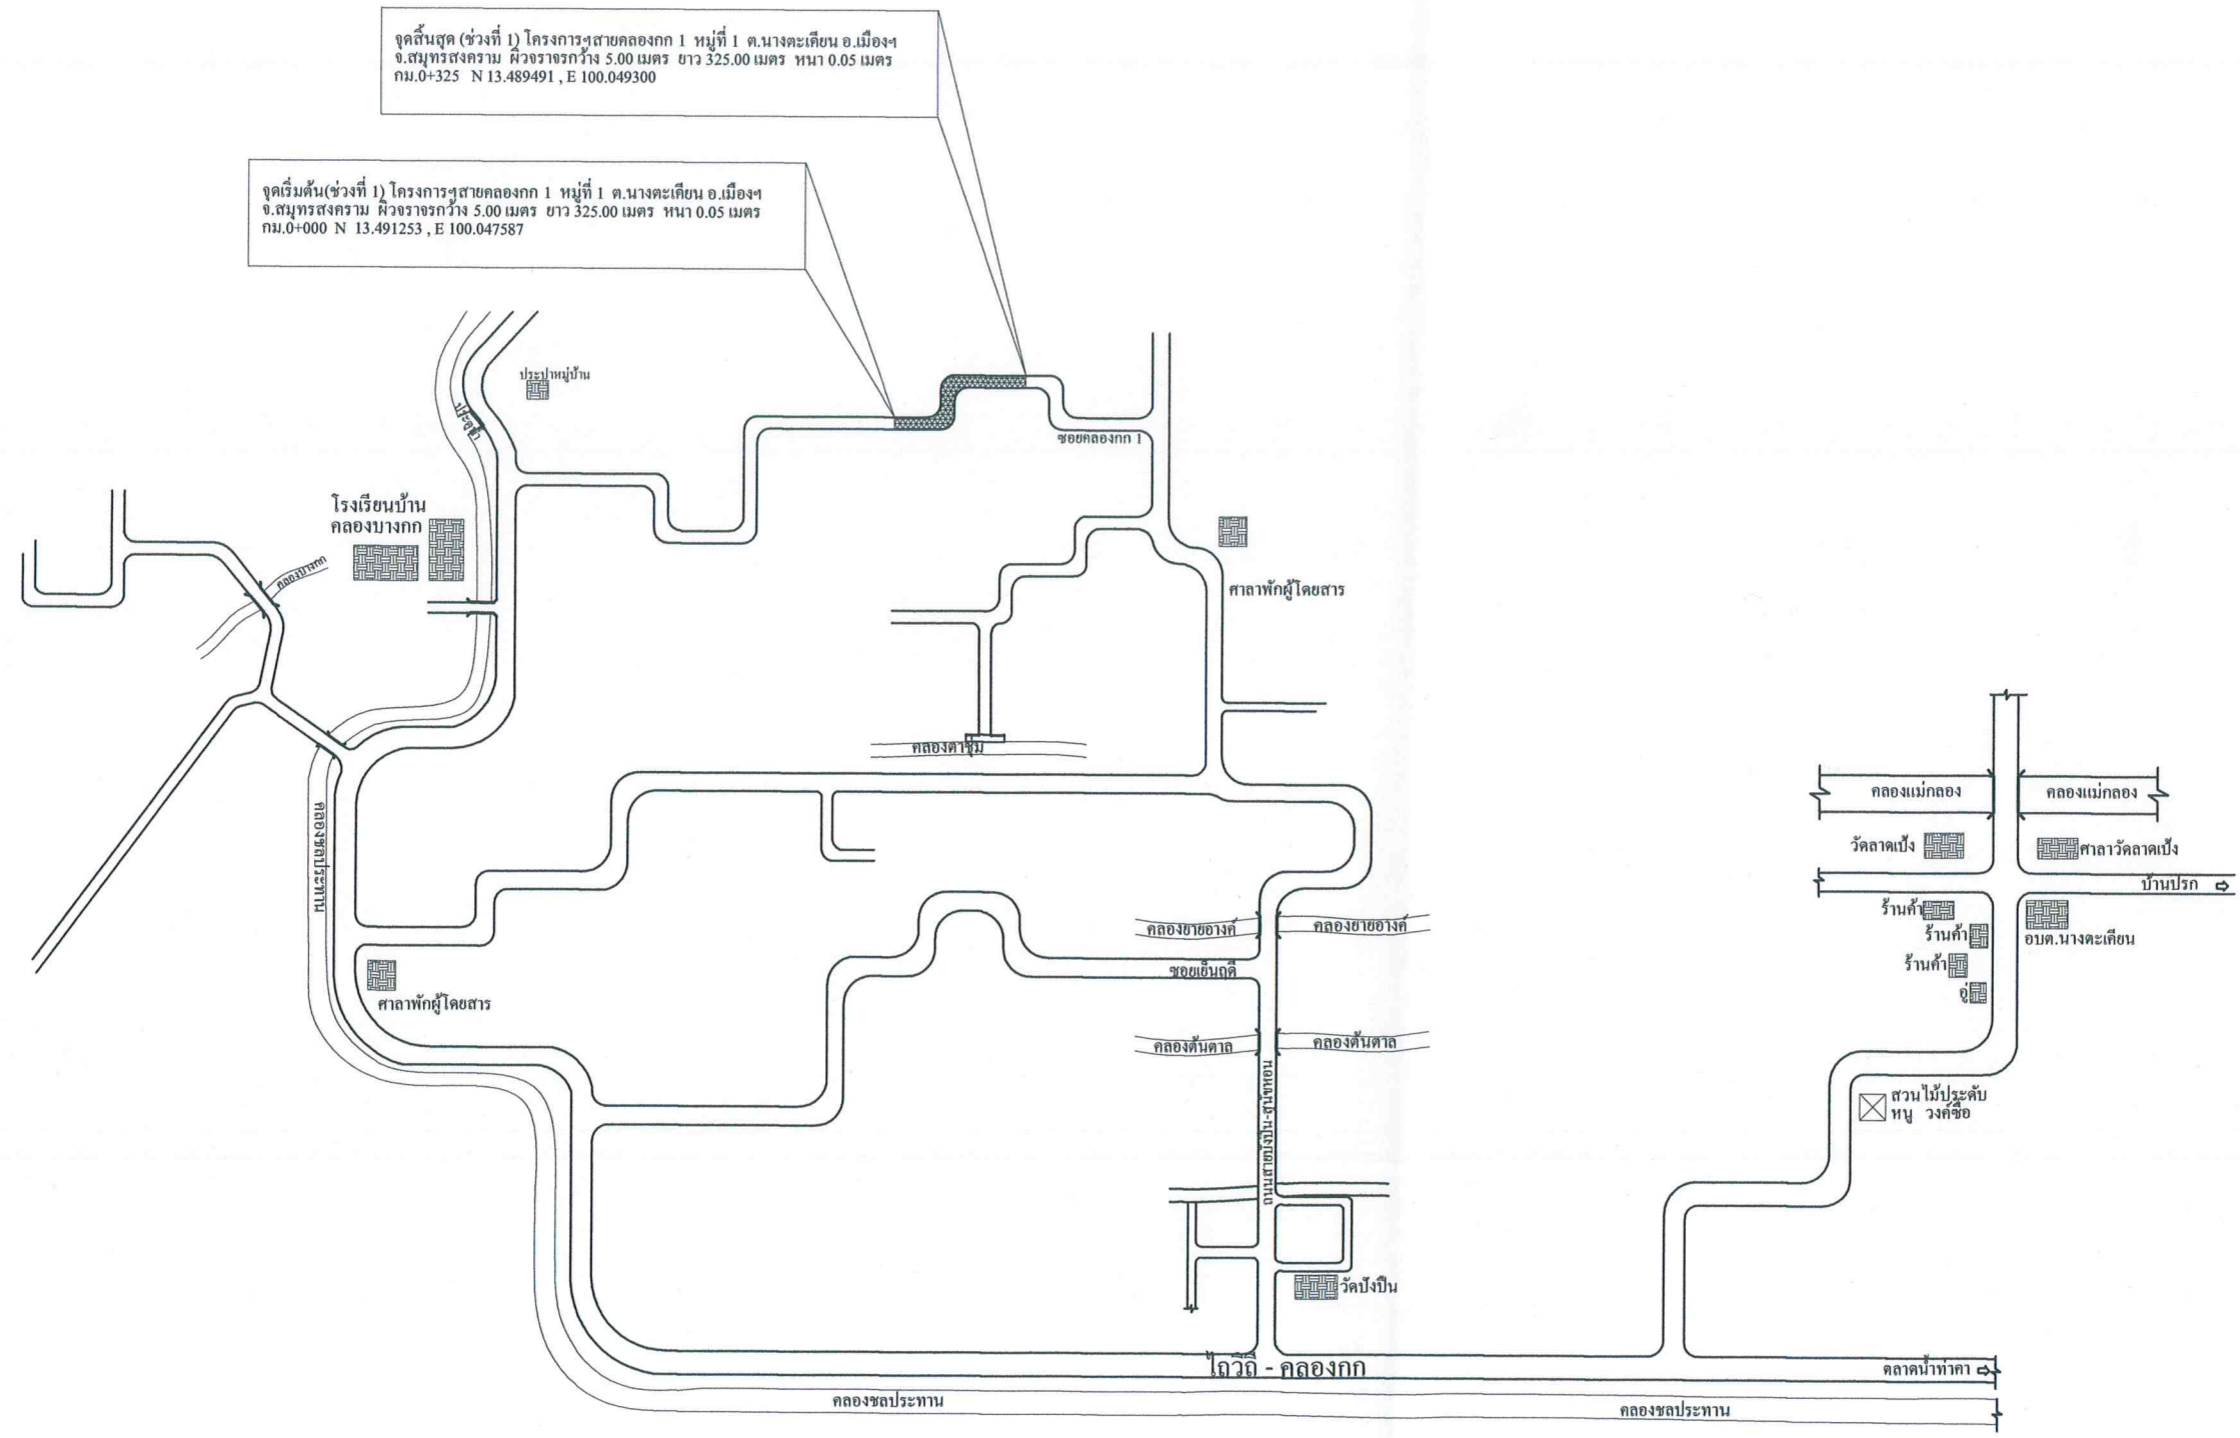 จุดสิ้นสุด (ช่วงที่ 1) โครงการฯสายคลองกก 1 หมู่ที่ 1 ต.นางตะเคียน อ.เมืองฯ
จ.สมุทรสงคราม ผิวจราจรกว้าง 5.00 เมตร ยาว 325.00 เมตร หนา 0.05 เมตร
กม.0+325 N 13.489491 , E 100.049300
จุดเริ่มต้น(ช่วงที่ 1) โครงการฯสายคลองกก 1 หมู่ที่ 1 ต.นางตะเคียน อ.เมืองฯ
จ.สมุทรสงคราม ผิวจราจรกว้าง 5.00 เมตร ยาว 325.00 เมตร หนา 0.05 เมตร
กม.0+000 N 13.491253 , E 100.047587
ประปาหมู่บ้าน
ซอยคลองกก 1
โรงเรียนบ้าน
คลองบางกก
คลองบางกก
ศาลาพักผู้โดยสาร
คลองตาชุ่ม
คลองชลประทาน
คลองแม่กลอง
คลองแม่กลอง
วัดลาดเป้ง
ศาลาวัดลาดเป้ง
บ้านปรก
ร้านค้า
ร้านค้า
อบต.นางตะเคียน
ร้านค้า
อู่
คลองยายอางค์
คลองยายอางค์
ซอยเย็นฤดี
ศาลาพักผู้โดยสาร
คลองต้นตาล
คลองต้นตาล
ถนนสายบังปืน-สุนัขหอน
สวนไม้ประดับ
หนู วงค์ซื่อ
วัดบังปืน
ไถวิถี - คลองกก
ตลาดน้ำท่าคา
คลองชลประทาน
คลองชลประทาน